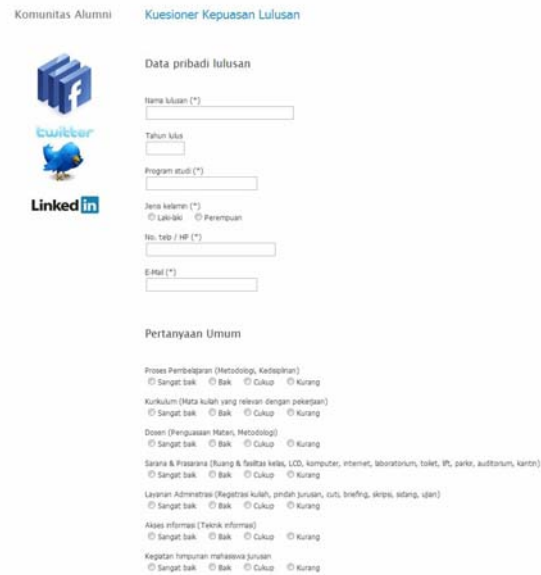 Komunitas Alumni
Kuesioner Kepuasan Lulusan
f
twitter
Linked in
Data pribadi lulusan
Nama lulusan (*)
Tahun lulus
Program studi (*)
Jenis kelamin (*)
Laki-laki Perempuan
No. telp / HP (*)
E-Mail (*)
Pertanyaan Umum
Proses Pembelajaran (Metodologi, Kedisiplinan)
Sangat baik Baik Cukup Kurang
Kurikulum (Mata kuliah yang relevan dengan pekerjaan)
Sangat baik Baik Cukup Kurang
Dosen (Penguasaan Materi, Metodologi)
Sangat baik Baik Cukup Kurang
Sarana & Prasarana (Ruang & fasilitas kelas, LCD, komputer, internet, laboratorium, toilet, lift, parkir, auditorium, kantin)
Sangat baik Baik Cukup Kurang
Layanan Administrasi (Registrasi kuliah, pindah jurusan, cuti, briefing, skripsi, sidang, ujian)
Sangat baik Baik Cukup Kurang
Akses informasi (Teknik informasi)
Sangat baik Baik Cukup Kurang
Kegiatan himpunan mahasiswa jurusan
Sangat baik Baik Cukup Kurang